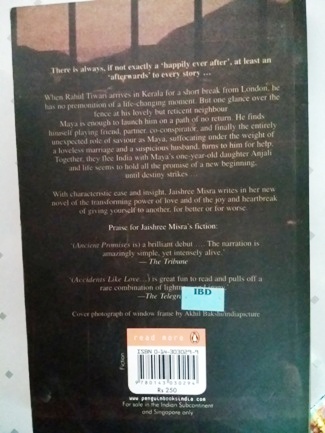 There is always, if not exactly a 'happily ever after', at least an
'afterwards' to every story ...
When Rahul Tiwari arrives in Kerala for a short break from London, he
has no premonition of a life-changing moment. But one glance over the
fence at his lovely but reticent neighbour
Maya is enough to launch him on a path of no return. He finds
himself playing friend, partner, co-conspirator, and finally the entirely
unexpected role of saviour as Maya, suffocating under the weight of
a loveless marriage and a suspicious husband, turns to him for help.
Together, they flee India with Maya's one-year-old daughter Anjali
and life seems to hold all the promise of a new beginning,
until destiny strikes ...
With characteristic ease and insight, Jaishree Misra writes in her new
novel of the transforming power of love and of the joy and heartbreak
of giving yourself to another, for better or for worse.
Praise for Jaishree Misra's fiction:
'(Ancient Promises is) a brilliant debut ... The narration is
amazingly simple, yet intensely alive.'
— The Tribune
'(Accidents Like Love...) is great fun to read and pulls off a
rare combination of
—The Telegra
IBD
Cover photograph of window frame by Akhil Bakshi/indiapicture
read more
Fiction
ISBN 0-14-303029-9
9 780143 030294
Rs 250
www.penguinbooksindia.com
For sale in the Indian Subcontinent
and Singapore only